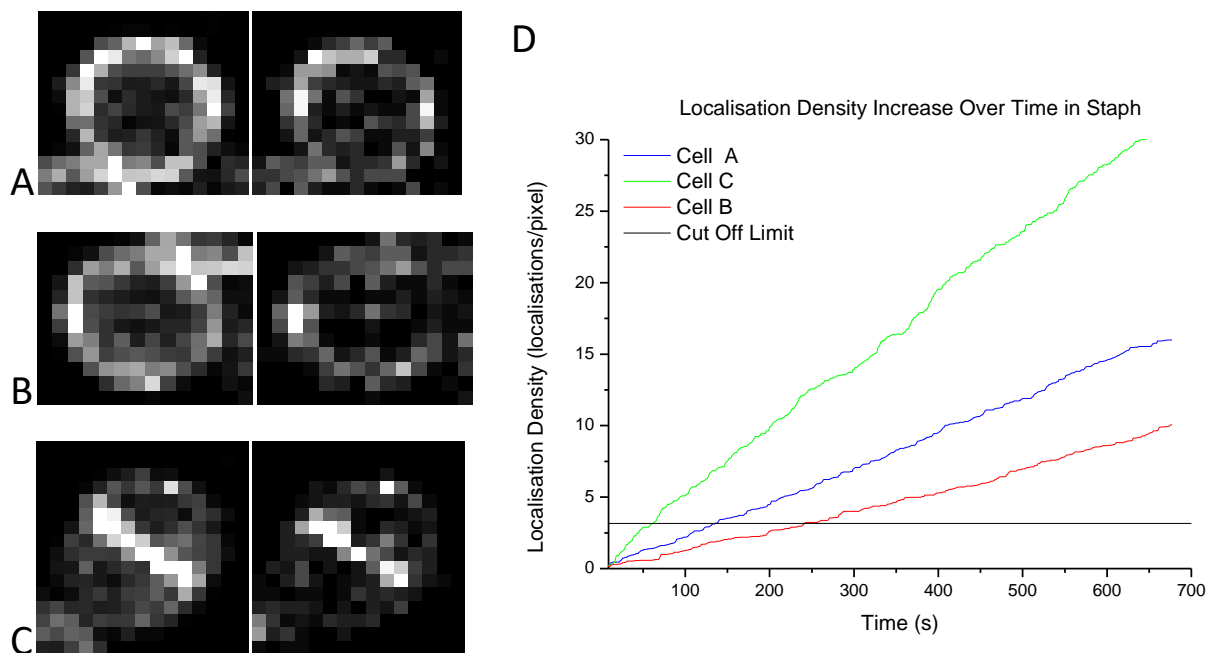 A
B
C
D
Localisation Density Increase Over Time in Staph
Localisation Density (localisations/pixel)
30
25
20
15
10
5
0
Cell A
Cell C
Cell B
Cut Off Limit
100 200 300 400 500 600 700
Time (s)